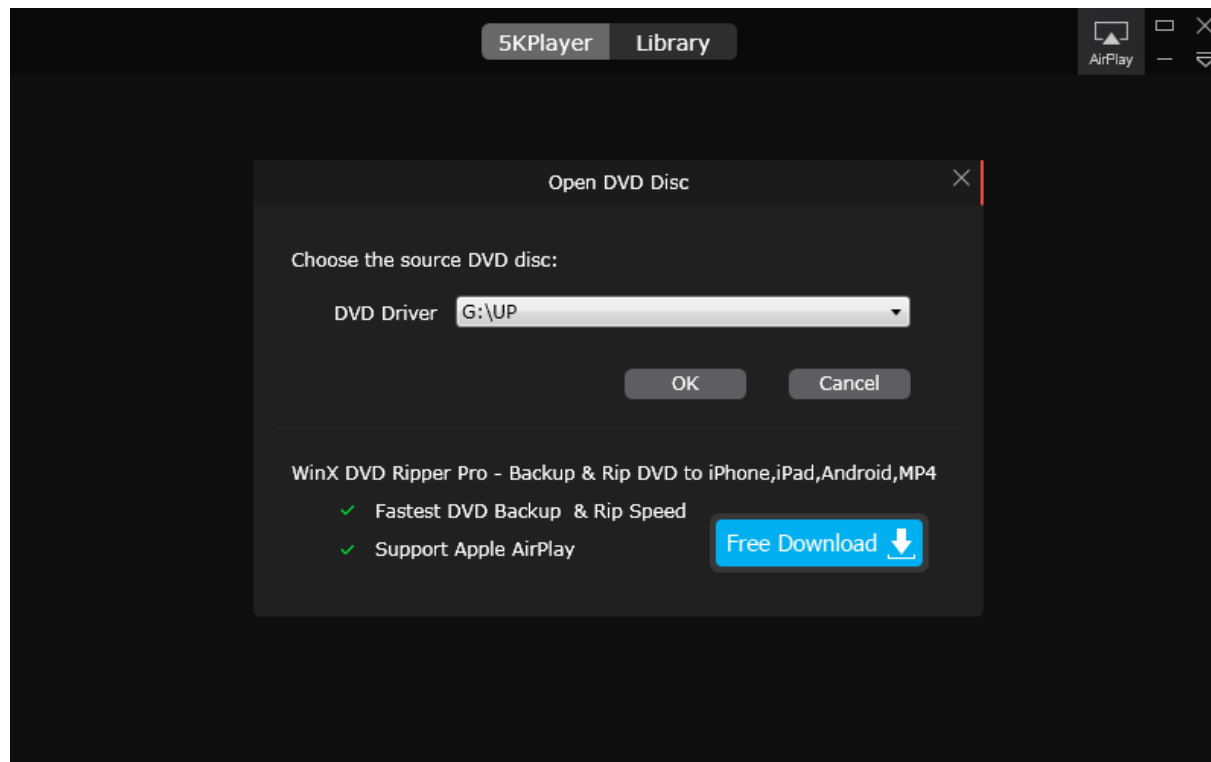 5KPlayer Library
AirPlay
Open DVD Disc
Choose the source DVD disc:
DVD Driver G:\UP
OK Cancel
WinX DVD Ripper Pro - Backup & Rip DVD to iPhone,iPad,Android,MP4
Fastest DVD Backup & Rip Speed
Support Apple AirPlay
Free Download